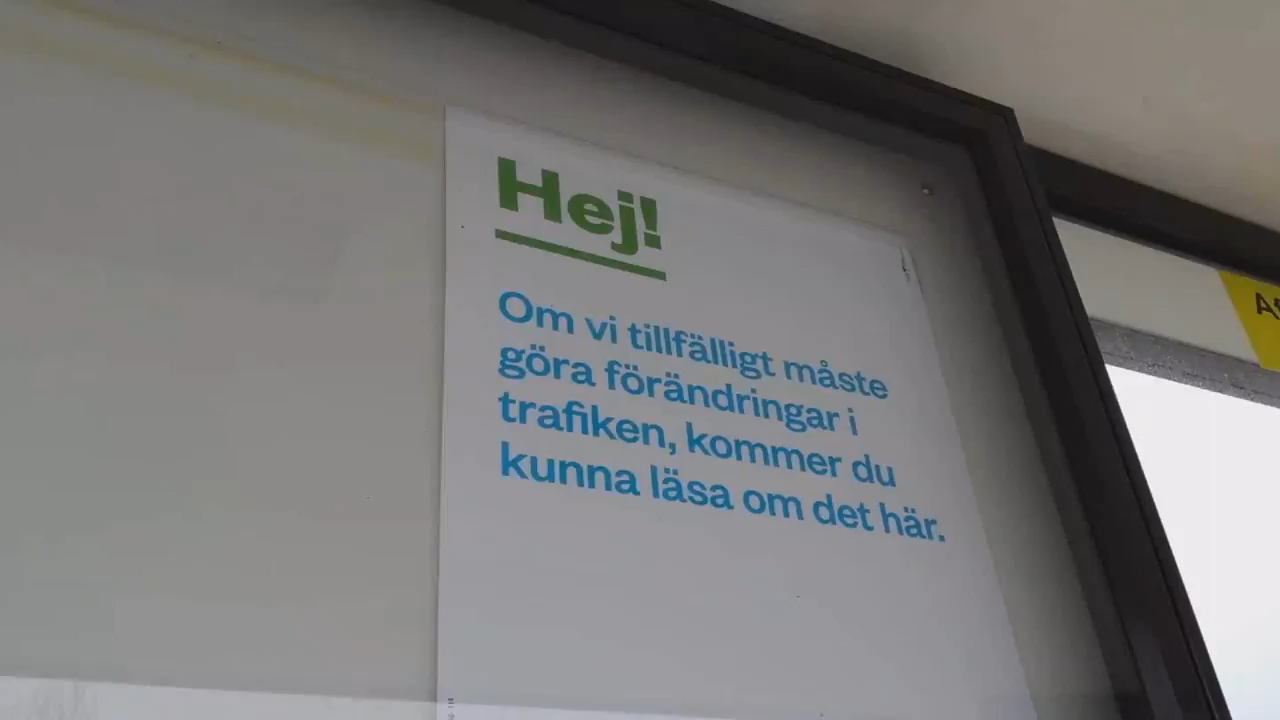 Hej!
Om vi tillfälligt måste
göra förändringar i
trafiken, kommer du
kunna läsa om det här.